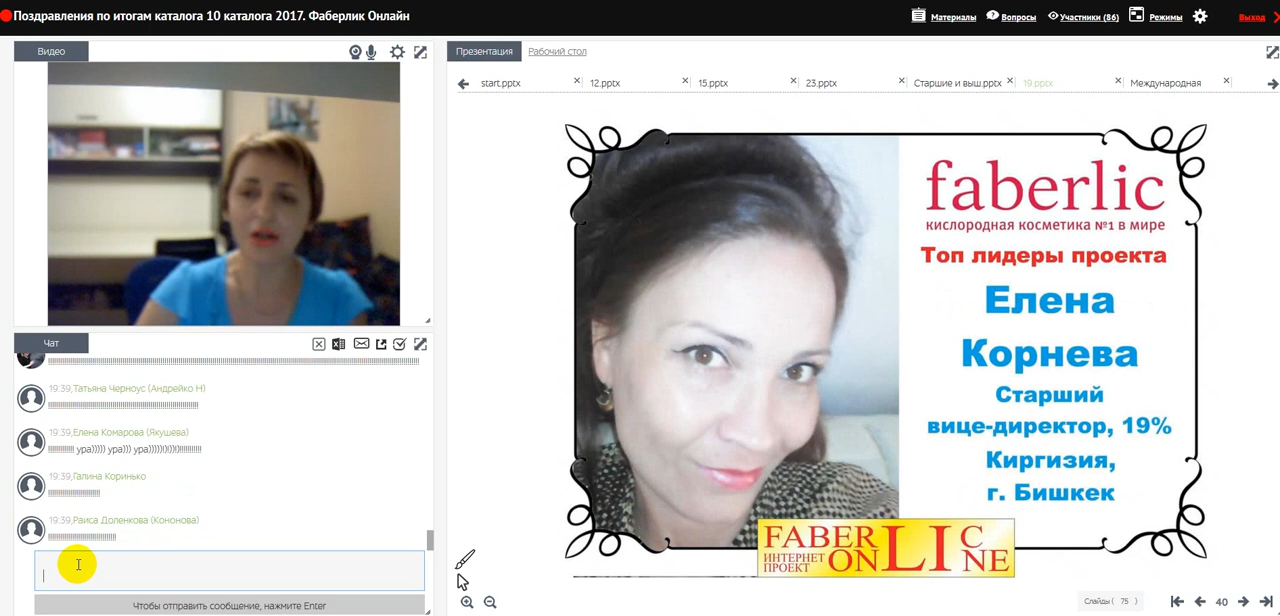 Поздравления по итогам каталога 10 каталога 2017. Фаберлик Онлайн
Материалы
Вопросы
Участники (86)
Режимы
Выход
Видео
Презентация
Рабочий стол
start.pptx
12.pptx
15.pptx
23.pptx
Старшие и выш.pptx
19.pptx
Международная
faberlic
кислородная косметика №1 в мире
Топ лидеры проекта
Елена
Корнева
Старший
вице-директор, 19%
Киргизия,
г. Бишкек
FABERLIC
ИНТЕРНЕТ ПРОЕКТ
ONLINE
Чат
19:39,Татьяна Черноус (Андрейко Н)
19:39,Елена Комарова (Якушева)
19:39,Галина Коринько
19:39,Раиса Доленкова (Кононова)
Чтобы отправить сообщение, нажмите Enter
Слайды ( 75 )
40